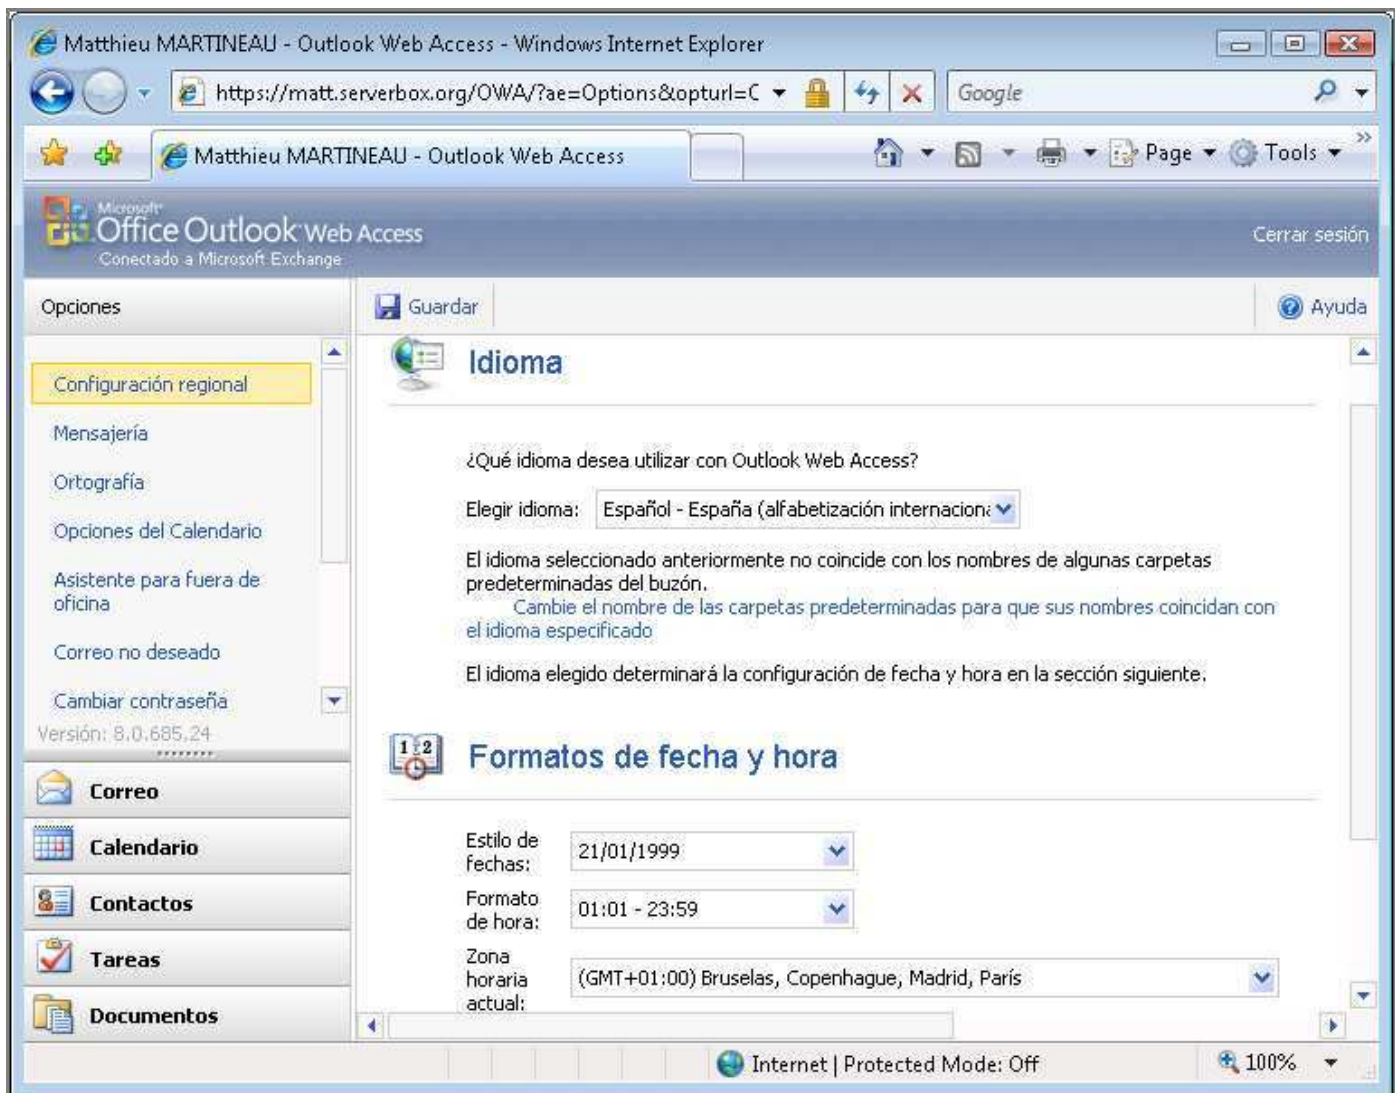 Matthieu MARTINEAU - Outlook Web Access - Windows Internet Explorer
https://matt.serverbox.org/OWA/?ae=Options&opturl=C
Google
Matthieu MARTINEAU - Outlook Web Access
Page
Tools
Microsoft
Office Outlook Web Access
Conectado a Microsoft Exchange
Cerrar sesión
Opciones
Guardar
Ayuda
Configuración regional
Mensajería
Ortografía
Opciones del Calendario
Asistente para fuera de
oficina
Correo no deseado
Cambiar contraseña
Versión: 8.0.685.24
Correo
Calendario
Contactos
Tareas
Documentos
Idioma
¿Qué idioma desea utilizar con Outlook Web Access?
Elegir idioma: Español - España (alfabetización internaciona
El idioma seleccionado anteriormente no coincide con los nombres de algunas carpetas
predeterminadas del buzón.
Cambie el nombre de las carpetas predeterminadas para que sus nombres coincidan con
el idioma especificado
El idioma elegido determinará la configuración de fecha y hora en la sección siguiente.
12
Formatos de fecha y hora
Estilo de
fechas:
21/01/1999
Formato
de hora:
01:01 - 23:59
Zona
horaria
actual:
(GMT+01:00) Bruselas, Copenhague, Madrid, París
Internet | Protected Mode: Off
100%